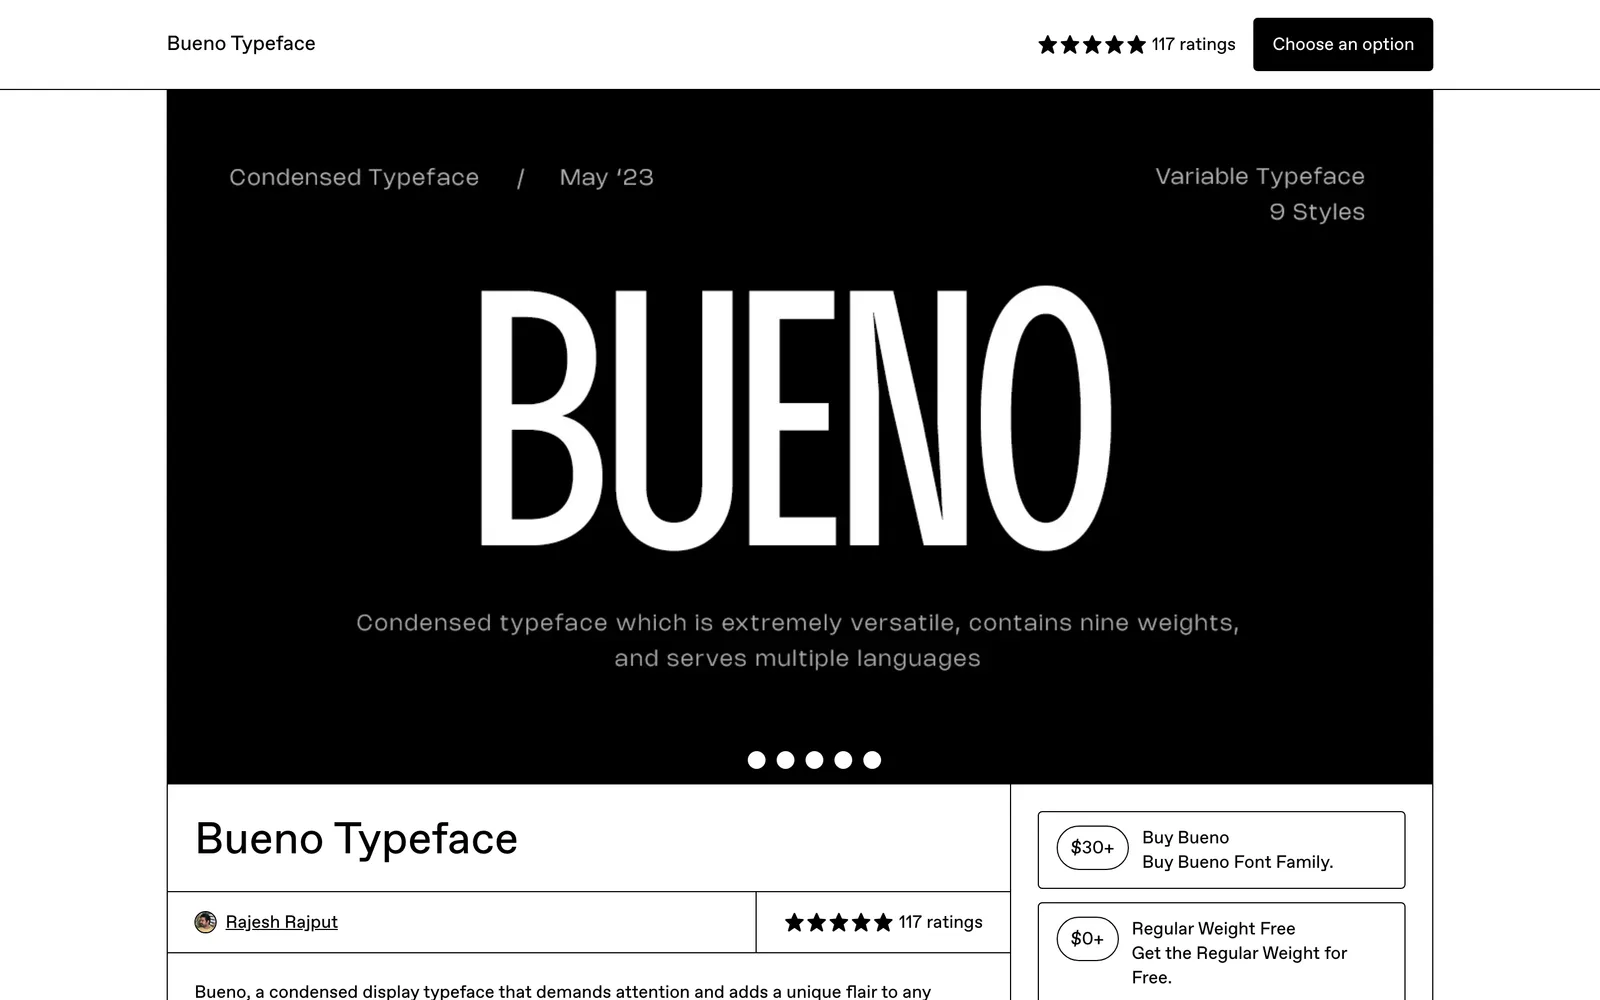 Bueno Typeface
117 ratings
Choose an option
Condensed Typeface / May ‘23
Variable Typeface
9 Styles
BUENO
Condensed typeface which is extremely versatile, contains nine weights,
and serves multiple languages
Bueno Typeface
Rajesh Rajput
117 ratings
Bueno, a condensed display typeface that demands attention and adds a unique flair to any
$30+
Buy Bueno
Buy Bueno Font Family.
$0+
Regular Weight Free
Get the Regular Weight for
Free.